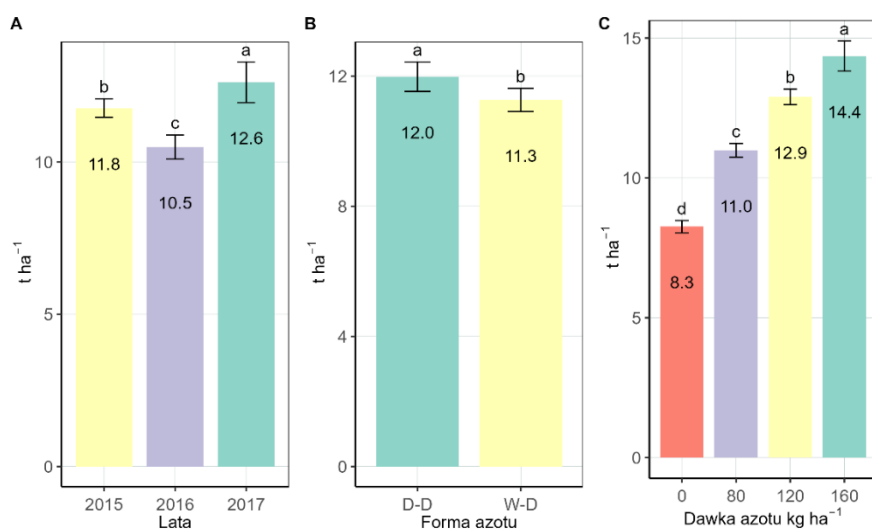 A
t ha⁻¹
0
5
10
b
11.8
c
10.5
a
12.6
2015 2016 2017
Lata
B
t ha⁻¹
0
4
8
12
a
12.0
b
11.3
D-D W-D
Forma azotu
C
t ha⁻¹
0
5
10
15
d
8.3
c
11.0
b
12.9
a
14.4
0 80 120 160
Dawka azotu kg ha⁻¹